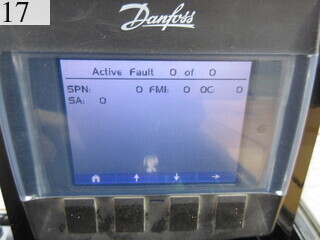 17
Danfoss
Active Fault 0 of 0
SPN: 0 FMI: 0 OC: 0
SA: 0